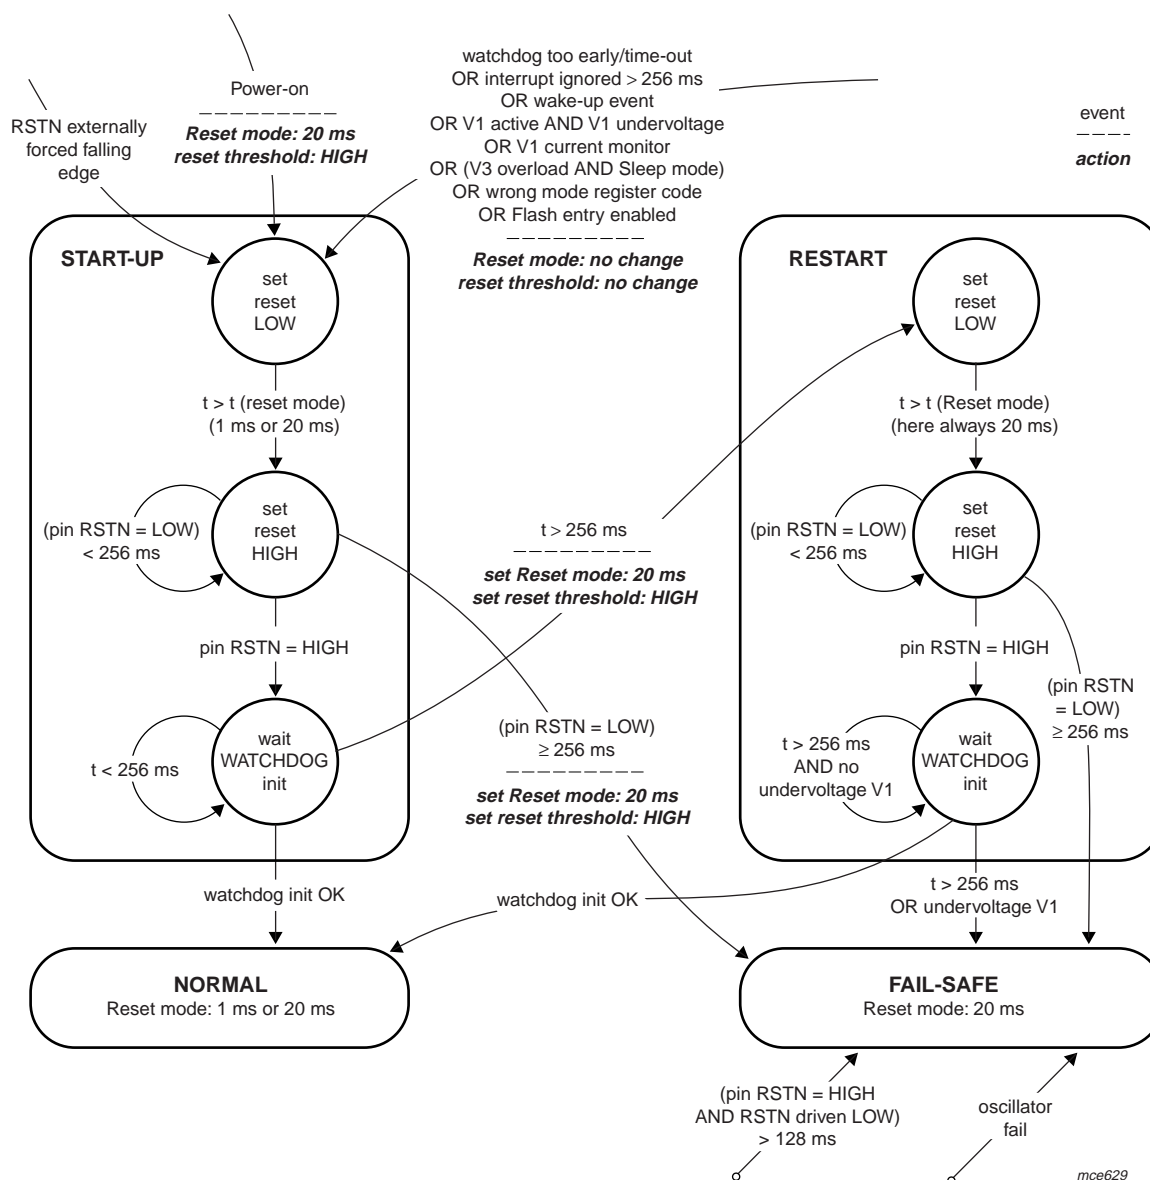 Power-on
Reset mode: 20 ms
reset threshold: HIGH
RSTN externally
forced falling
edge
watchdog too early/time-out
OR interrupt ignored > 256 ms
OR wake-up event
OR V1 active AND V1 undervoltage
OR V1 current monitor
OR (V3 overload AND Sleep mode)
OR wrong mode register code
OR Flash entry enabled
Reset mode: no change
reset threshold: no change
event
action
START-UP
set
reset
LOW
t > t (reset mode)
(1 ms or 20 ms)
(pin RSTN = LOW)
< 256 ms
set
reset
HIGH
pin RSTN = HIGH
t < 256 ms
wait
WATCHDOG
init
watchdog init OK
NORMAL
Reset mode: 1 ms or 20 ms
t > 256 ms
set Reset mode: 20 ms
set reset threshold: HIGH
(pin RSTN = LOW)
≥ 256 ms
set Reset mode: 20 ms
set reset threshold: HIGH
watchdog init OK
RESTART
set
reset
LOW
t > t (Reset mode)
(here always 20 ms)
(pin RSTN = LOW)
< 256 ms
set
reset
HIGH
pin RSTN = HIGH
(pin RSTN
= LOW)
≥ 256 ms
t > 256 ms
AND no
undervoltage V1
wait
WATCHDOG
init
t > 256 ms
OR undervoltage V1
FAIL-SAFE
Reset mode: 20 ms
(pin RSTN = HIGH
AND RSTN driven LOW)
> 128 ms
oscillator
fail
mce629